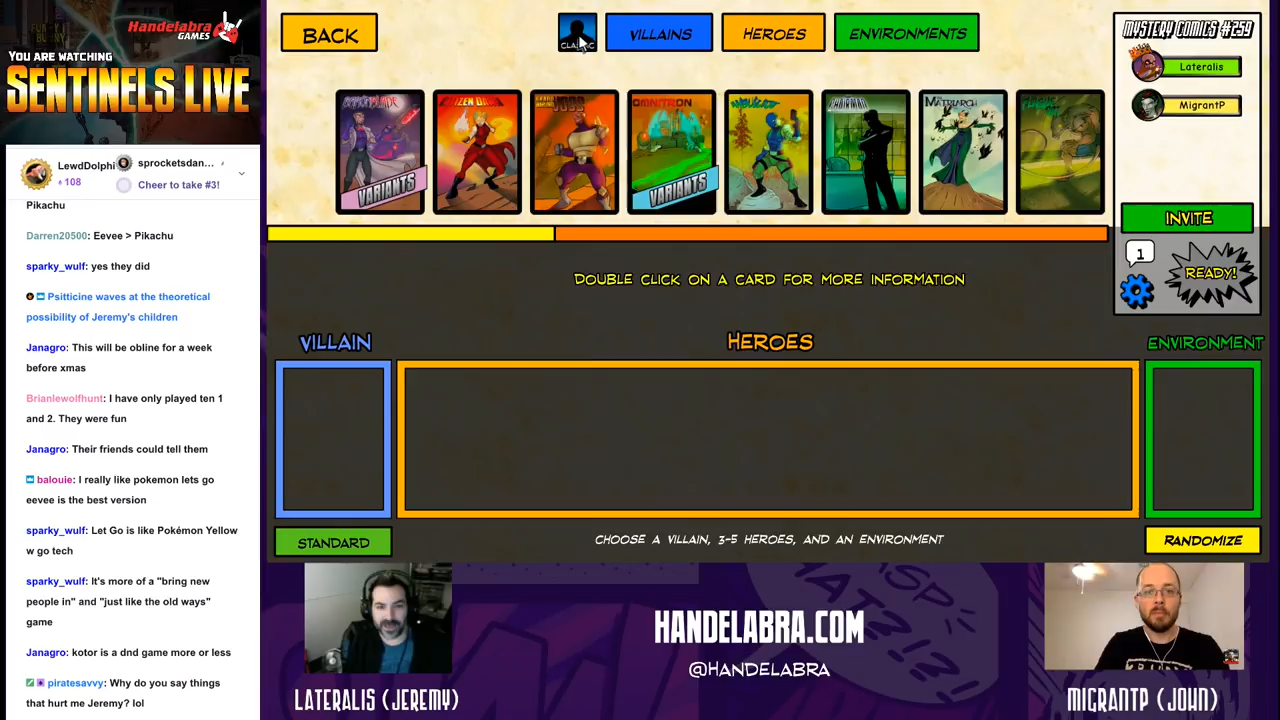 Handelabra
GAMES
YOU ARE WATCHING
SENTINELS LIVE
LewdDolphi
108
sprocketsdan...
Cheer to take #3!
Pikachu
Darren20500: Eevee > Pikachu
sparky_wulf: yes they did
Psitticine waves at the theoretical
possibility of Jeremy's children
Janagro: This will be obline for a week
before xmas
Brianlewolfhunt: I have only played ten 1
and 2. They were fun
Janagro: Their friends could tell them
balouie: I really like pokemon lets go
eevee is the best version
sparky_wulf: Let Go is like Pokémon Yellow
w go tech
sparky_wulf: It's more of a "bring new
people in" and "just like the old ways"
game
Janagro: kotor is a dnd game more or less
piratesavvy: Why do you say things
that hurt me Jeremy? lol
BACK
VILLAINS
HEROES
ENVIRONMENTS
CITIZEN DAWN
VARIANTS
OMNITRON
VARIANTS
AMBUSCADE
THE
MATRIARCH
MYSTERY COMICS #259
Lateralis
MigrantP
INVITE
1
READY!
DOUBLE CLICK ON A CARD FOR MORE INFORMATION
VILLAIN
HEROES
ENVIRONMENT
STANDARD
CHOOSE A VILLAIN, 3-5 HEROES, AND AN ENVIRONMENT
RANDOMIZE
HANDELABRA.COM
@HANDELABRA
LATERALIS (JEREMY)
MIGRANTP (JOHN)